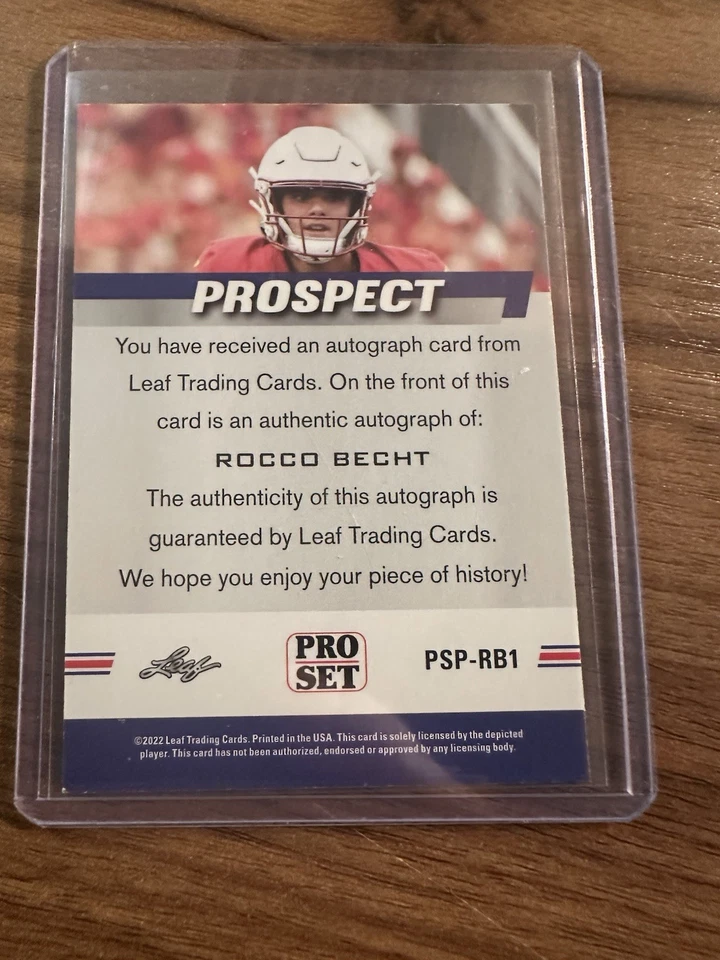 PROSPECT
You have received an autograph card from
Leaf Trading Cards. On the front of this
card is an authentic autograph of:
ROCCO BECHT
The authenticity of this autograph is
guaranteed by Leaf Trading Cards.
We hope you enjoy your piece of history!
Leaf
PRO
SET
PSP-RB1
©2022 Leaf Trading Cards. Printed in the USA. This card is solely licensed by the depicted
player. This card has not been authorized, endorsed or approved by any licensing body.